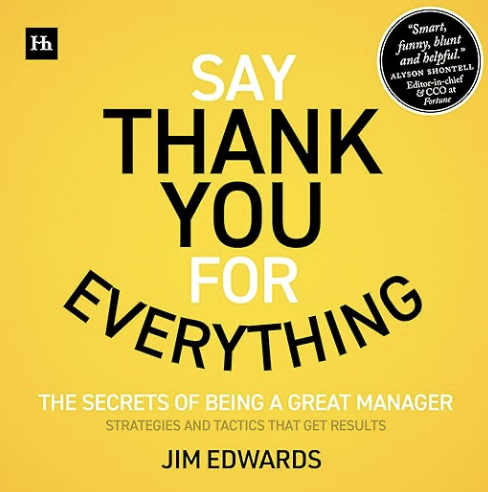 Hh
"Smart,
funny, blunt
and helpful."
ALYSON SHONTELL
Editor-in-chief
& CCO at
Fortune
SAY
THANK
YOU
FOR
EVERYTHING
THE SECRETS OF BEING A GREAT MANAGER
STRATEGIES AND TACTICS THAT GET RESULTS
JIM EDWARDS